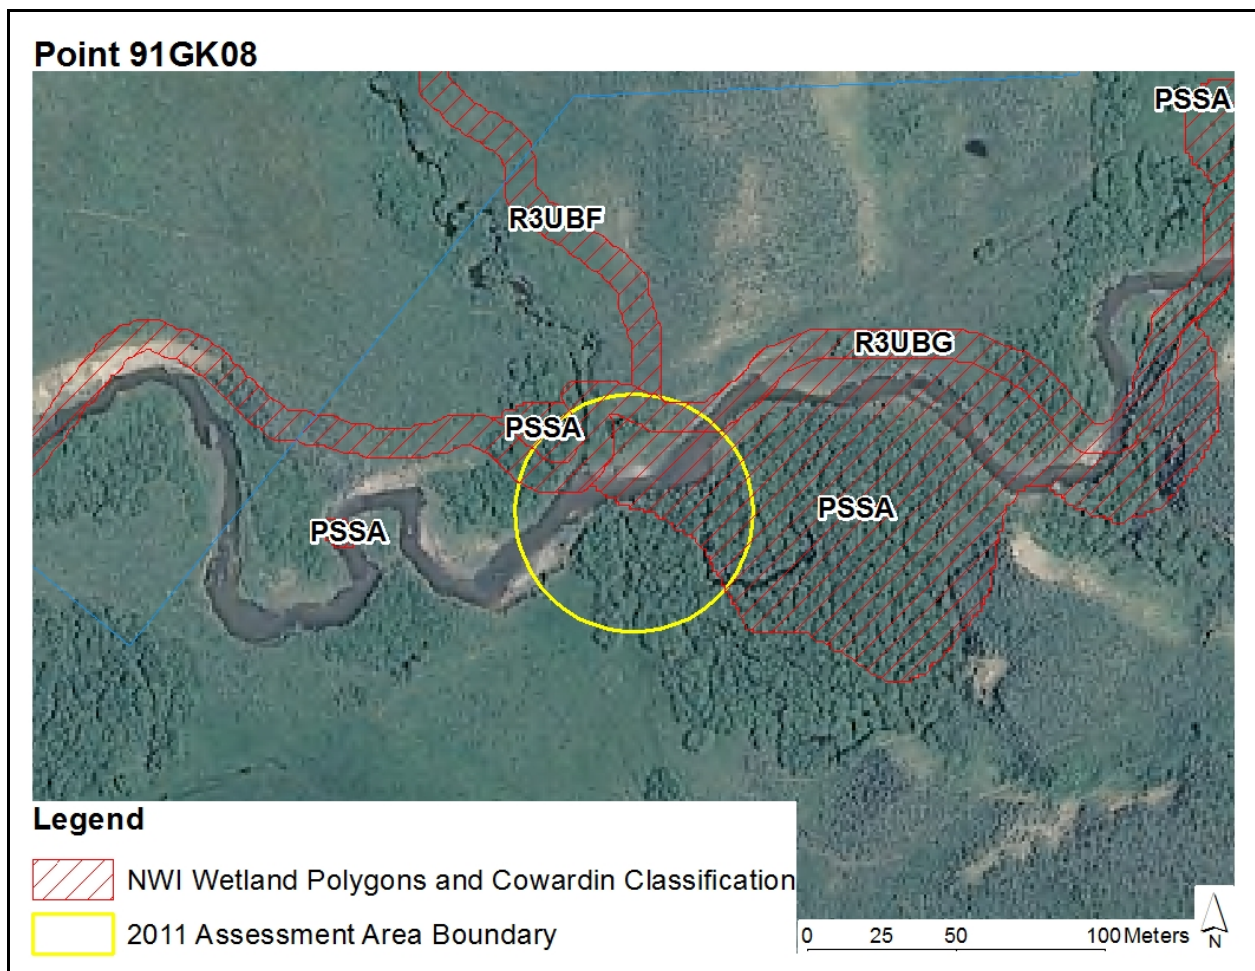 Point 91GK08
PSSA
R3UBF
R3UBG
PSSA
PSSA
PSSA
Legend
NWI Wetland Polygons and Cowardin Classification
2011 Assessment Area Boundary
0 25 50 100 Meters
N